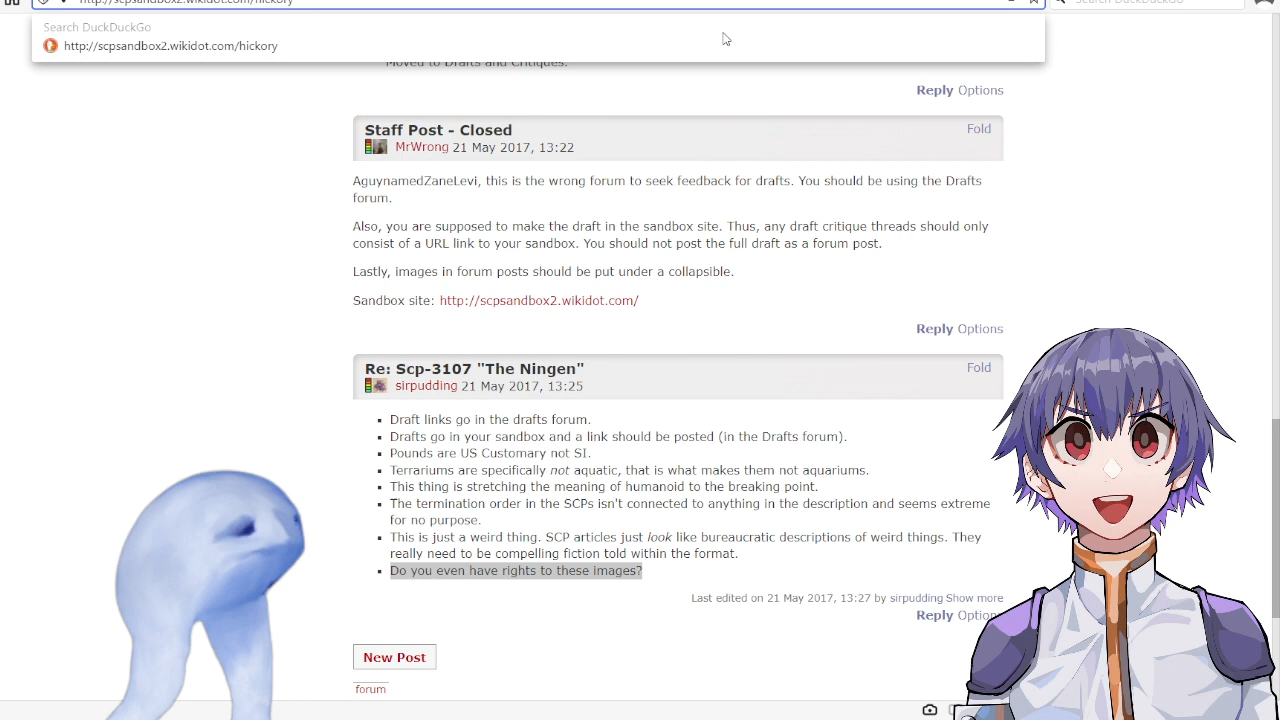 http://scpsandbox2.wikidot.com/hickory
Search DuckDuckGo
Search DuckDuckGo
http://scpsandbox2.wikidot.com/hickory
Moved to Drafts and Critiques.
Reply Options
Staff Post - Closed
Fold
MrWrong 21 May 2017, 13:22
AguynamedZaneLevi, this is the wrong forum to seek feedback for drafts. You should be using the Drafts
forum.
Also, you are supposed to make the draft in the sandbox site. Thus, any draft critique threads should only
consist of a URL link to your sandbox. You should not post the full draft as a forum post.
Lastly, images in forum posts should be put under a collapsible.
Sandbox site: http://scpsandbox2.wikidot.com/
Reply Options
Re: Scp-3107 "The Ningen"
Fold
sirpudding 21 May 2017, 13:25
▪ Draft links go in the drafts forum.
▪ Drafts go in your sandbox and a link should be posted (in the Drafts forum).
▪ Pounds are US Customary not SI.
▪ Terrariums are specifically not aquatic, that is what makes them not aquariums.
▪ This thing is stretching the meaning of humanoid to the breaking point.
▪ The termination order in the SCPs isn't connected to anything in the description and seems extreme
for no purpose.
▪ This is just a weird thing. SCP articles just look like bureaucratic descriptions of weird things. They
really need to be compelling fiction told within the format.
▪ Do you even have rights to these images?
Last edited on 21 May 2017, 13:27 by sirpudding Show more
Reply Option
New Post
forum